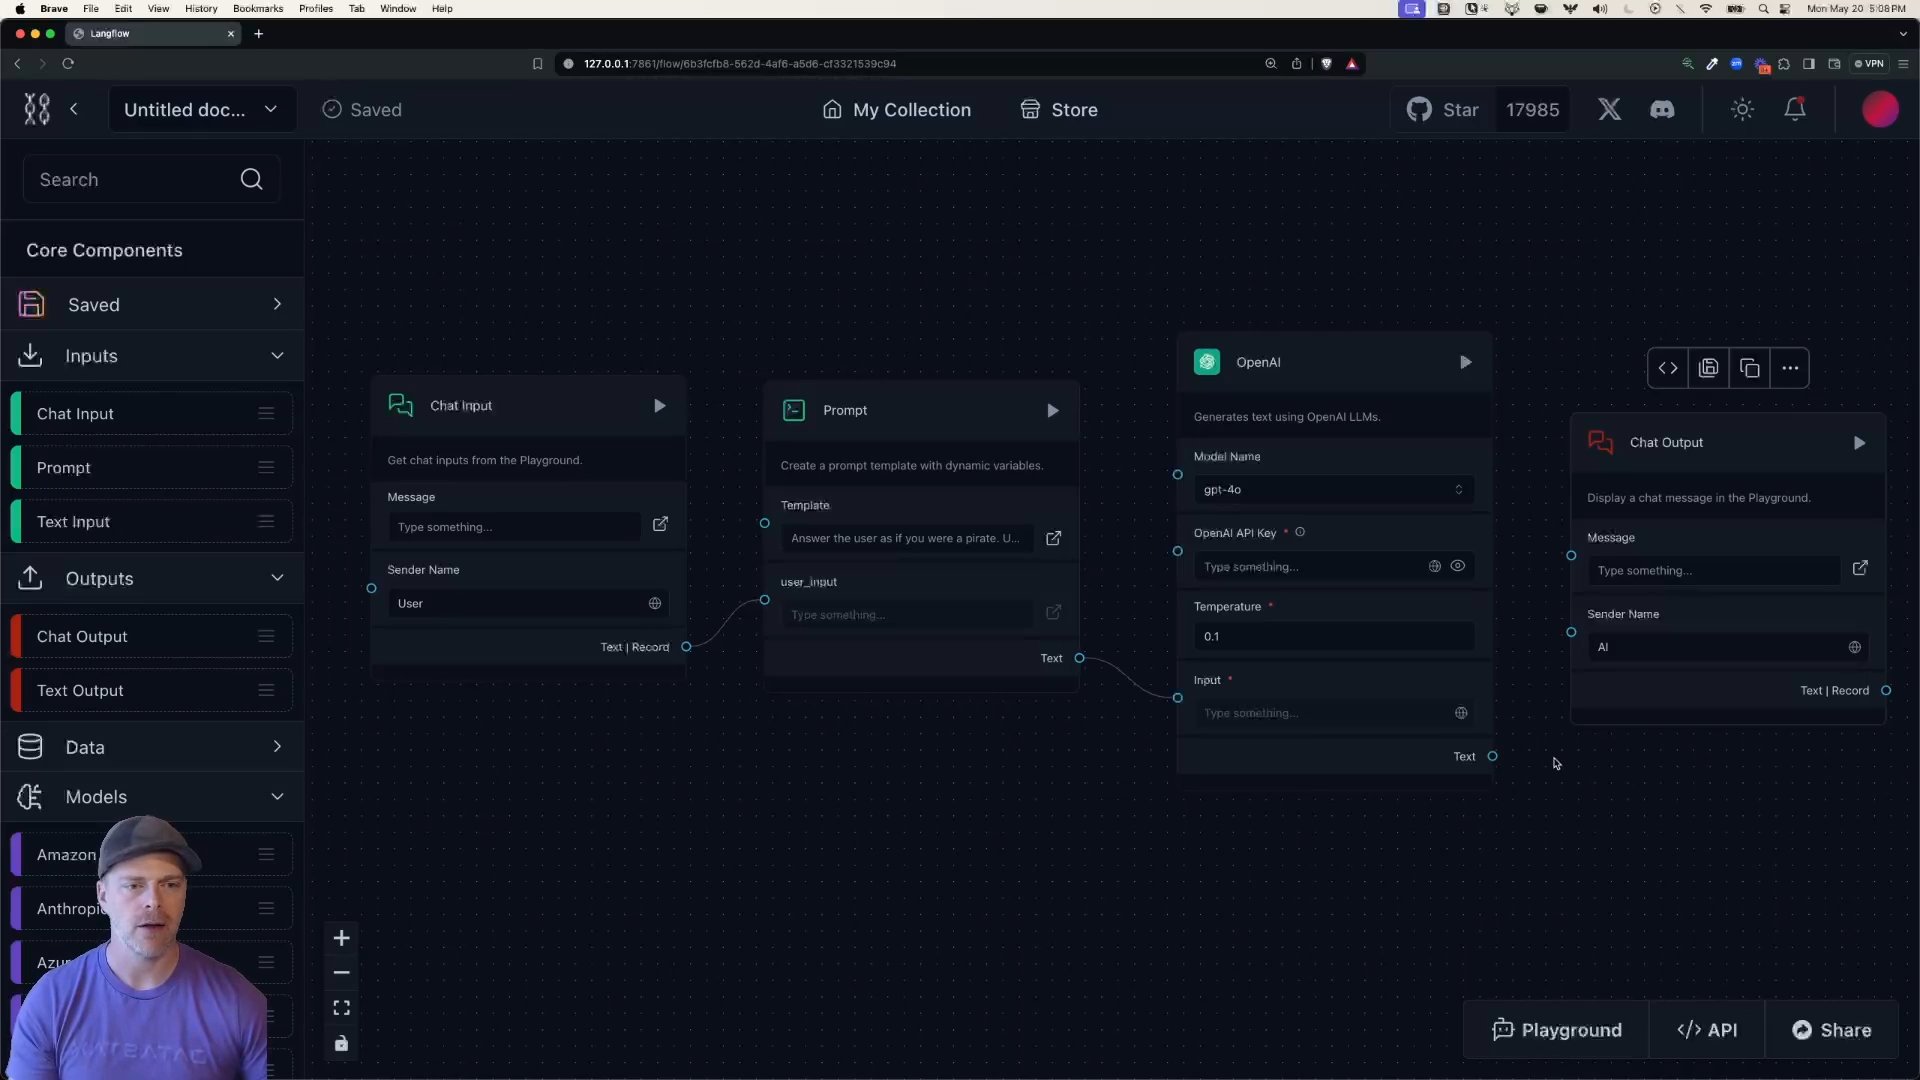 Brave File Edit View History Bookmarks Profiles Tab Window Help
Mon May 20 5:08 PM
Langflow
127.0.0.1:7861/flow/6b3fcfb8-562d-4af6-a5d6-cf3321539c94
VPN
Untitled doc...
Saved
My Collection
Store
Star 17985
Search
Core Components
Saved
Inputs
Chat Input
Prompt
Text Input
Outputs
Chat Output
Text Output
Data
Models
Amazon
Anthropic
Azur
Chat Input
Get chat inputs from the Playground.
Message
Type something...
Sender Name
User
Text | Record
Prompt
Create a prompt template with dynamic variables.
Template
Answer the user as if you were a pirate. U...
user_input
Type something...
Text
OpenAI
Generates text using OpenAI LLMs.
Model Name
gpt-4o
OpenAI API Key *
Type something...
Temperature *
0.1
Input *
Type something...
Text
Chat Output
Display a chat message in the Playground.
Message
Type something...
Sender Name
AI
Text | Record
Playground
</> API
Share